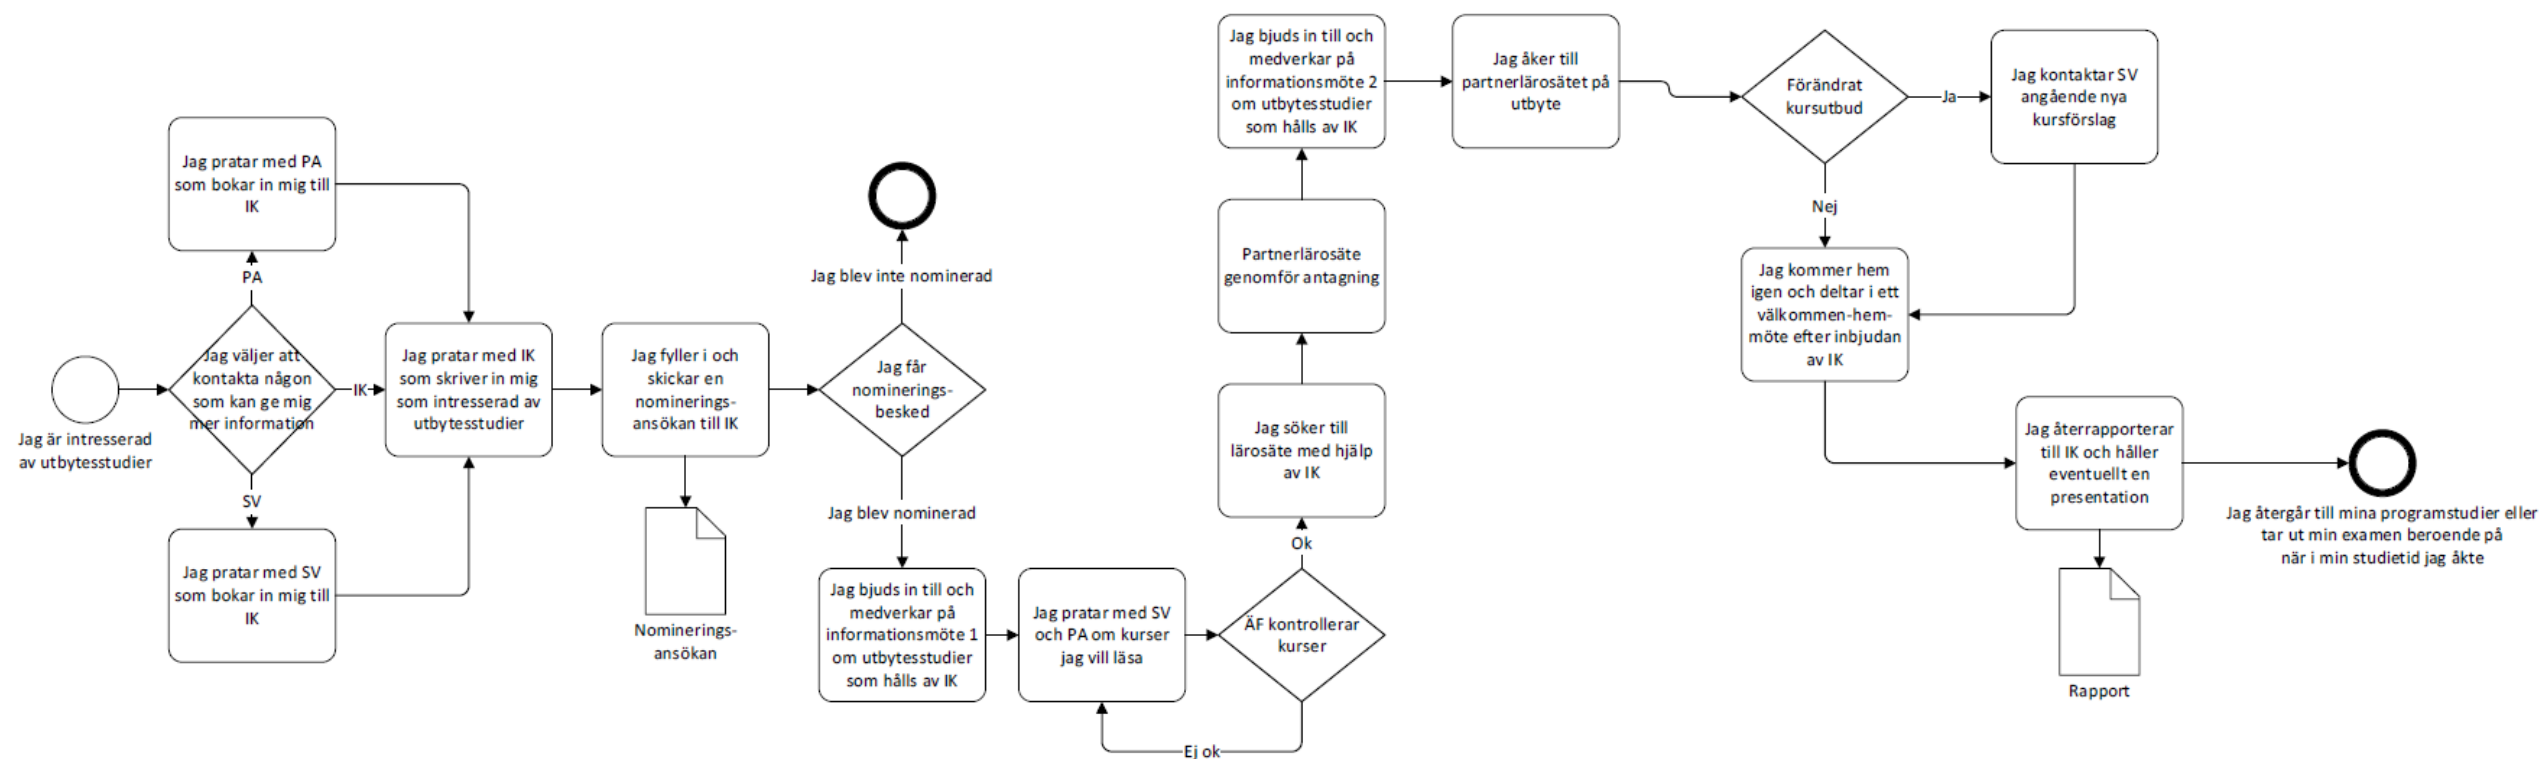 Jag är intresserad
av utbytesstudier
Jag väljer att
kontakta någon
som kan ge mig
mer information
PA
Jag pratar med PA
som bokar in mig till
IK
SV
Jag pratar med SV
som bokar in mig till
IK
IK
Jag pratar med IK
som skriver in mig
som intresserad av
utbytesstudier
Jag fyller i och
skickar en
nominerings-
ansökan till IK
Nominerings-
ansökan
Jag får
nominerings-
besked
Jag blev inte nominerad
Jag blev nominerad
Jag bjuds in till och
medverkar på
informationsmöte 1
om utbytesstudier
som hålls av IK
Jag pratar med SV
och PA om kurser
jag vill läsa
ÄF kontrollerar
kurser
Ej ok
Ok
Jag söker till
lärosäte med hjälp
av IK
Partnerlärosäte
genomför antagning
Jag bjuds in till och
medverkar på
informationsmöte 2
om utbytesstudier
som hålls av IK
Jag åker till
partnerlärosätet på
utbyte
Förändrat
kursutbud
Ja
Jag kontaktar SV
angående nya
kursförslag
Nej
Jag kommer hem
igen och deltar i ett
välkommen-hem-
möte efter inbjudan
av IK
Jag återrapporterar
till IK och håller
eventuellt en
presentation
Rapport
Jag återgår till mina programstudier eller
tar ut min examen beroende på
när i min studietid jag åkte